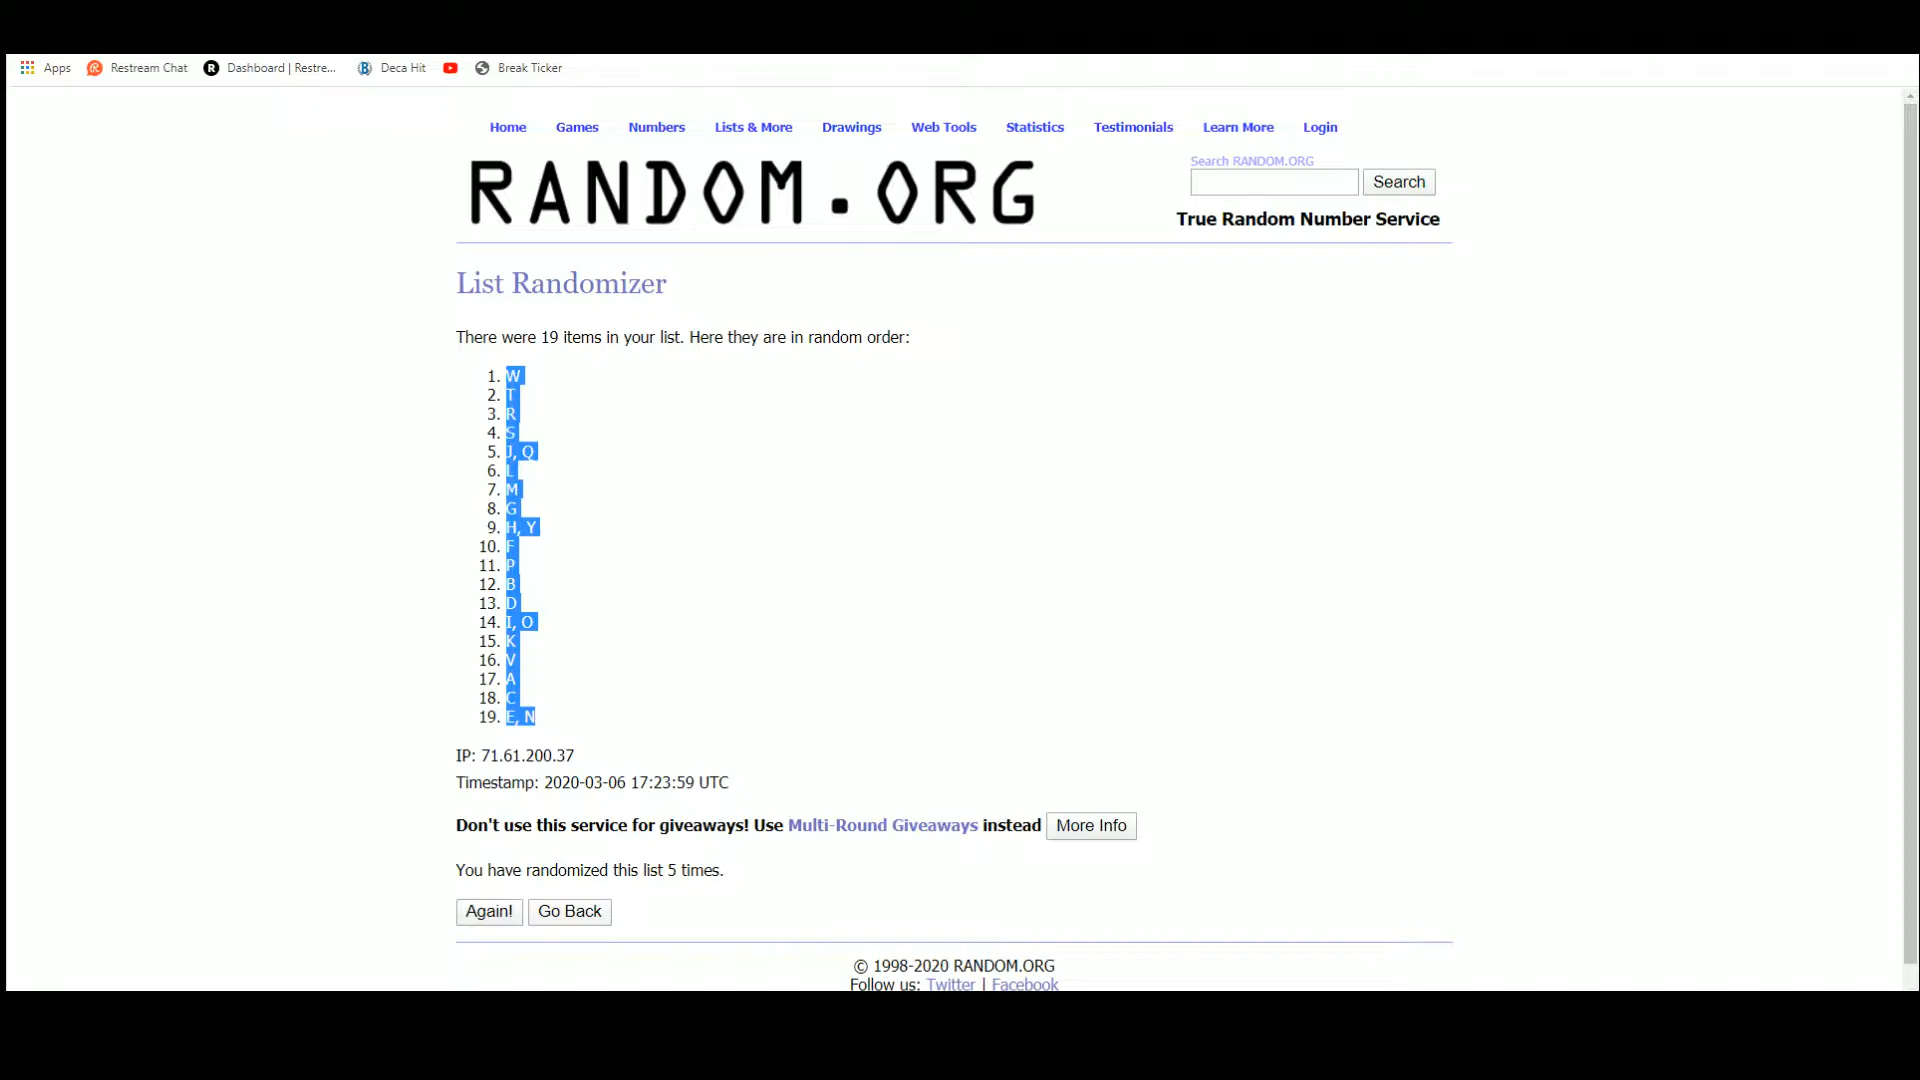 Apps Restream Chat Dashboard | Restre... Deca Hit Break Ticker
Home Games Numbers Lists & More Drawings Web Tools Statistics Testimonials Learn More Login
RANDOM.ORG
Search RANDOM.ORG
Search
True Random Number Service
List Randomizer
There were 19 items in your list. Here they are in random order:
1. W
2. T
3. R
4. S
5. J, Q
6. L
7. M
8. G
9. H, Y
10. F
11. P
12. B
13. D
14. I, O
15. K
16. V
17. A
18. C
19. E, N
IP: 71.61.200.37
Timestamp: 2020-03-06 17:23:59 UTC
Don't use this service for giveaways! Use Multi-Round Giveaways instead More Info
You have randomized this list 5 times.
Again! Go Back
© 1998-2020 RANDOM.ORG
Follow us: Twitter | Facebook